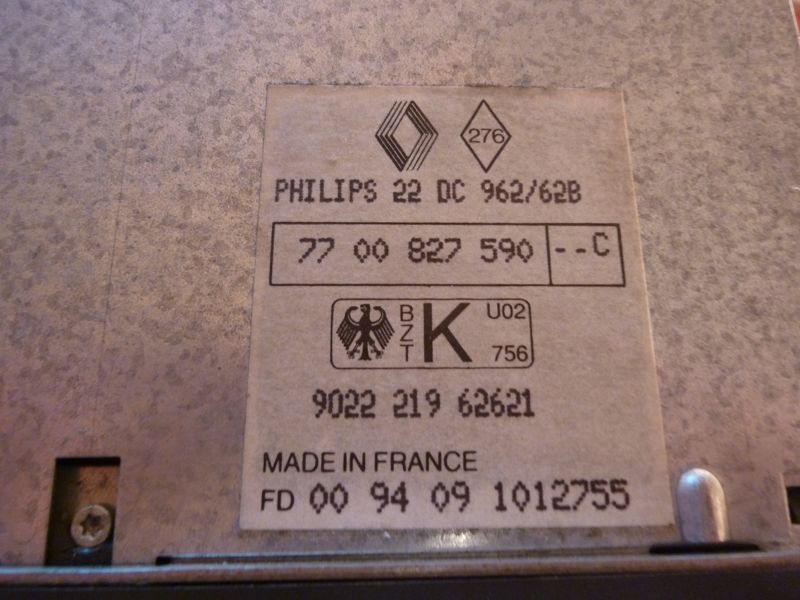 276
PHILIPS 22 DC 962/62B
77 00 827 590 --C
BZT K U02 756
9022 219 62621
MADE IN FRANCE
FD 00 94 09 1012755